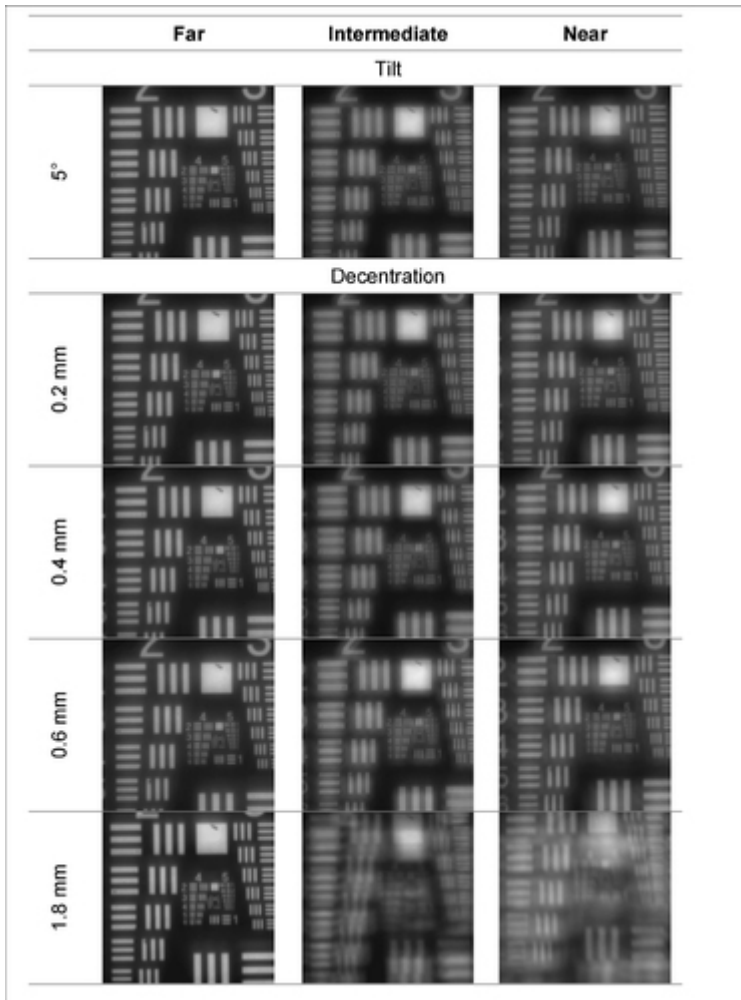 Far Intermediate Near
Tilt
5°
Decentration
0.2 mm
0.4 mm
0.6 mm
1.8 mm